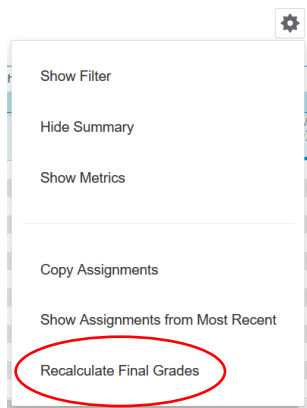 Show Filter
Hide Summary
Show Metrics
Copy Assignments
Show Assignments from Most Recent
Recalculate Final Grades